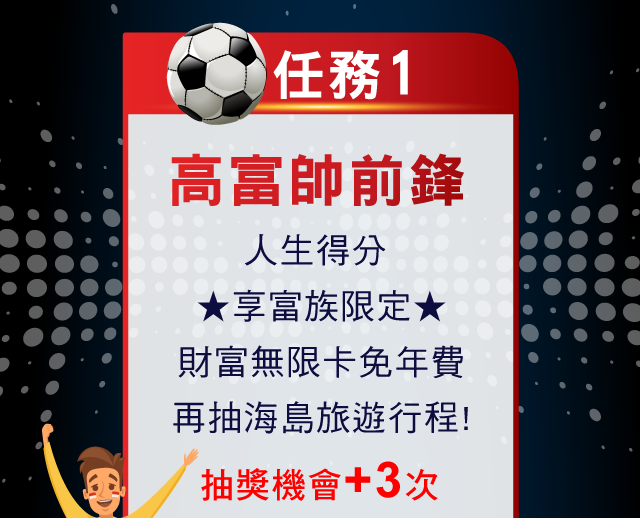 任務1
高富帥前鋒
人生得分
★享富族限定★
財富無限卡免年費
再抽海島旅遊行程!
抽獎機會+3次